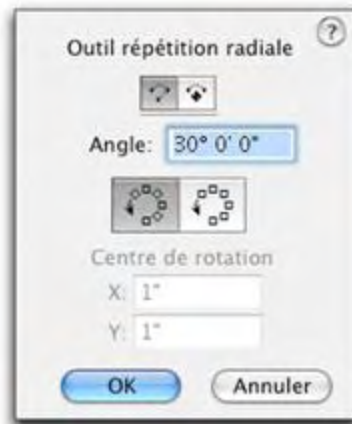 ?
Outil répétition radiale
Angle: 30° 0' 0"
Centre de rotation
X: 1"
Y: 1"
OK Annuler